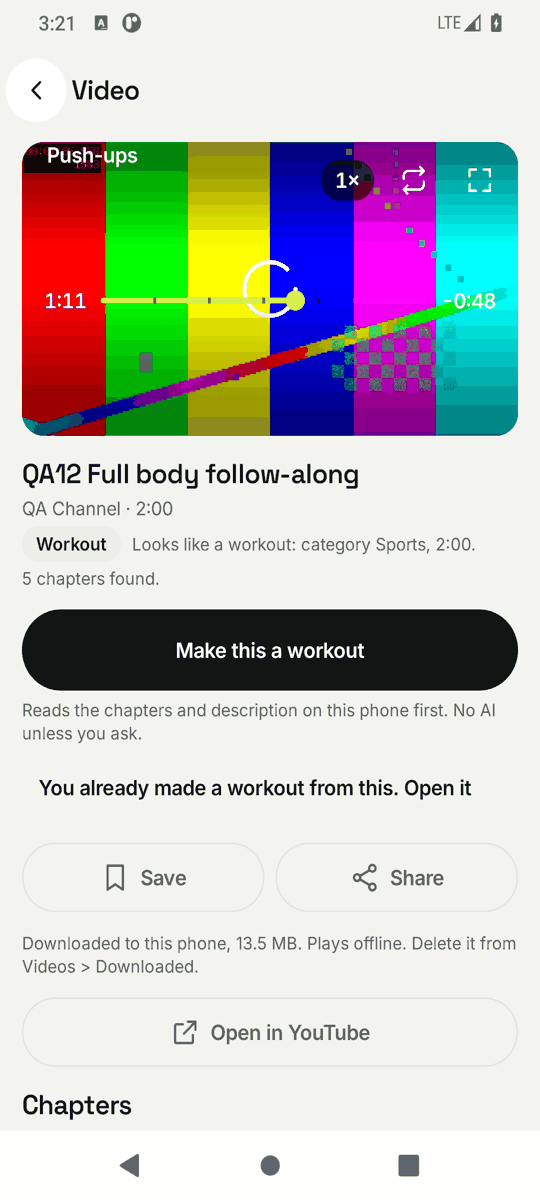 3:21
LTE
Video
Push-ups
1×
1:11
-0:48
QA12 Full body follow-along
QA Channel · 2:00
Workout
Looks like a workout: category Sports, 2:00.
5 chapters found.
Make this a workout
Reads the chapters and description on this phone first. No AI
unless you ask.
You already made a workout from this. Open it
Save
Share
Downloaded to this phone, 13.5 MB. Plays offline. Delete it from
Videos > Downloaded.
Open in YouTube
Chapters